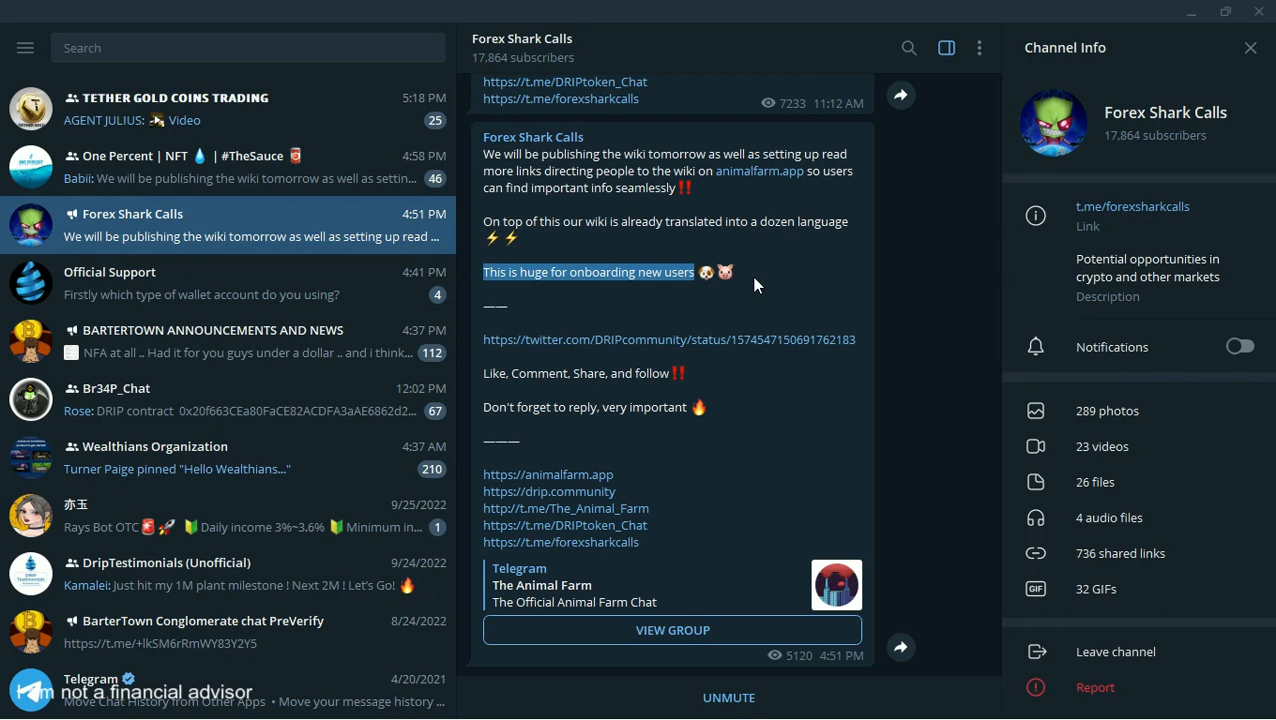 Search
TETHER GOLD COINS TRADING 5:18 PM
AGENT JULIUS: Video 25
One Percent | NFT 💧 | #TheSauce 🥫 4:58 PM
Babii: We will be publishing the wiki tomorrow as well as settin... 46
Forex Shark Calls 4:51 PM
We will be publishing the wiki tomorrow as well as setting up read ...
Official Support 4:41 PM
Firstly which type of wallet account do you using? 4
BARTERTOWN ANNOUNCEMENTS AND NEWS 4:37 PM
NFA at all .. Had it for you guys under a dollar .. and i think... 112
Br34P_Chat 12:02 PM
Rose: DRIP contract 0x20f663CEa80FaCE82ACDFA3aAE6862d2... 67
Wealthians Organization 4:37 AM
Turner Paige pinned "Hello Wealthians..." 210
亦玉 9/25/2022
Rays Bot OTC🚨🚀 🔰Daily income 3%~3.6% 🔰Minimum in... 1
DripTestimonials (Unofficial) 9/24/2022
Kamalei: Just hit my 1M plant milestone ! Next 2M ! Let's Go! 🔥
BarterTown Conglomerate chat PreVerify 8/24/2022
https://t.me/+lkSM6rRmWY83Y2Y5
Telegram 4/20/2021
Move Chat History from Other Apps • Move your message history ...
I am not a financial advisor
Forex Shark Calls
17,864 subscribers
https://t.me/DRIPtoken_Chat
https://t.me/forexsharkcalls
7233 11:12 AM
Forex Shark Calls
We will be publishing the wiki tomorrow as well as setting up read
more links directing people to the wiki on animalfarm.app so users
can find important info seamlessly‼️
On top of this our wiki is already translated into a dozen language
⚡⚡
This is huge for onboarding new users 🐶🐷
——
https://twitter.com/DRIPcommunity/status/1574547150691762183
Like, Comment, Share, and follow‼️
Don't forget to reply, very important 🔥
———
https://animalfarm.app
https://drip.community
http://t.me/The_Animal_Farm
https://t.me/DRIPtoken_Chat
https://t.me/forexsharkcalls
Telegram
The Animal Farm
The Official Animal Farm Chat
VIEW GROUP
5120 4:51 PM
UNMUTE
Channel Info
Forex Shark Calls
17,864 subscribers
t.me/forexsharkcalls
Link
Potential opportunities in
crypto and other markets
Description
Notifications
289 photos
23 videos
26 files
4 audio files
736 shared links
GIF 32 GIFs
Leave channel
Report